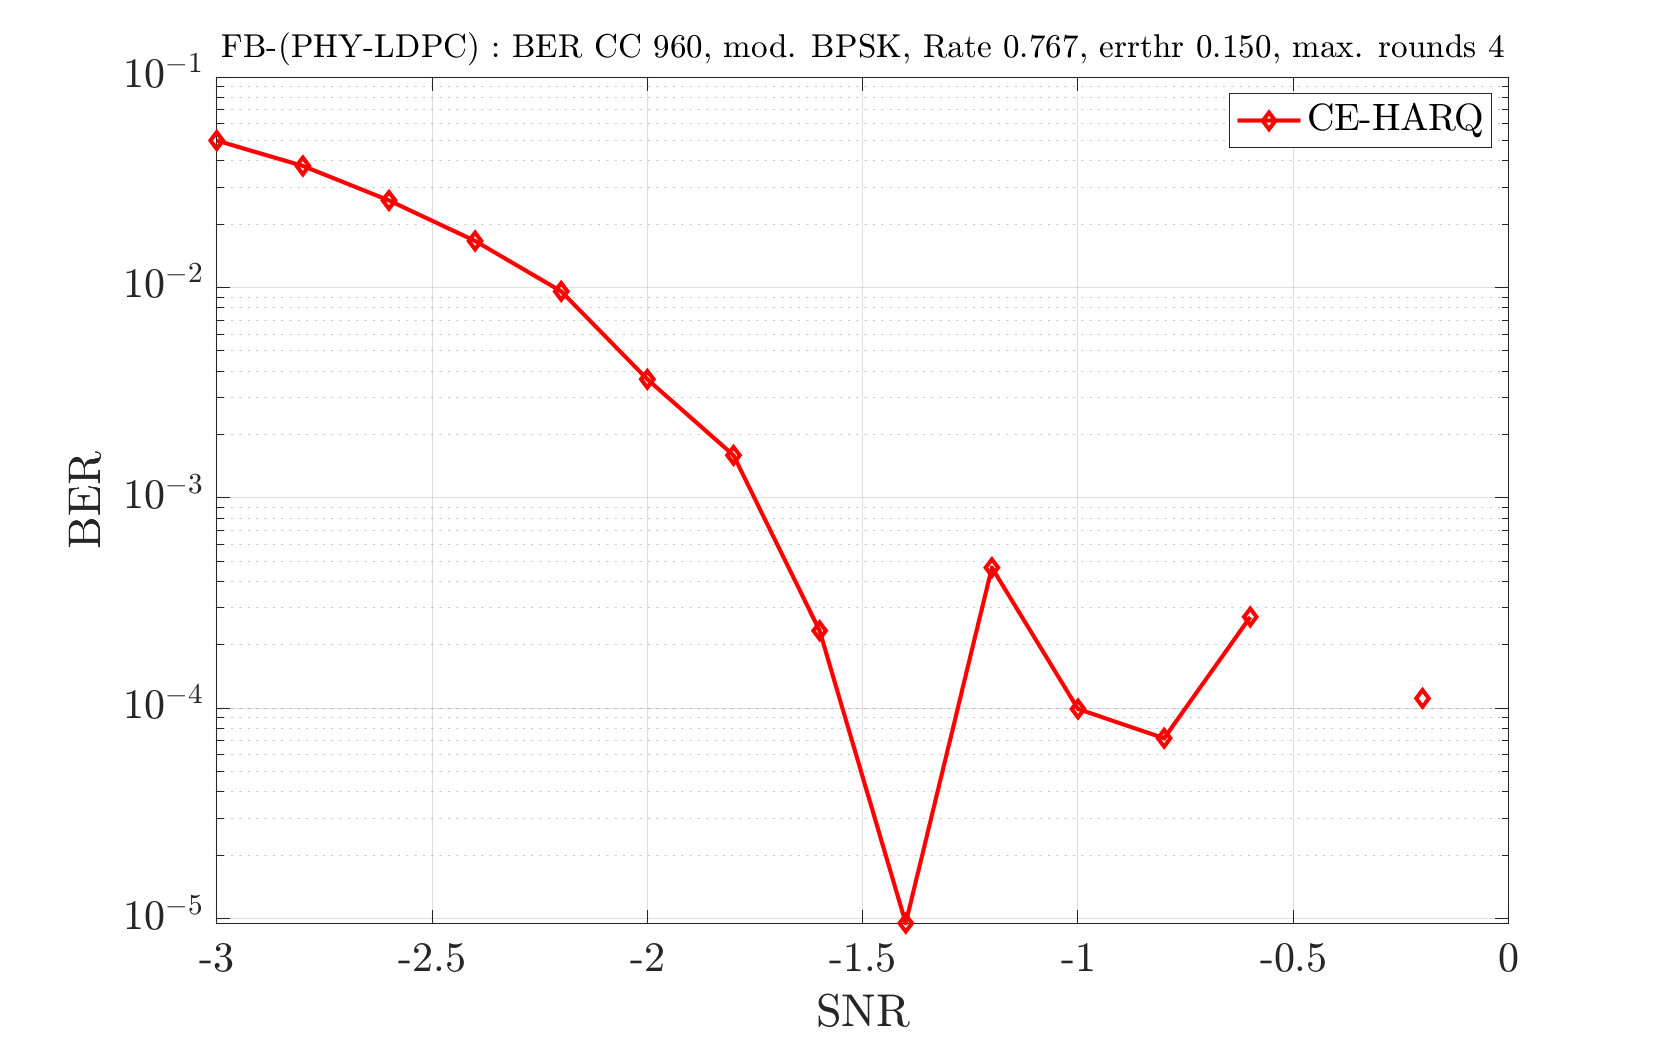 FB-(PHY-LDPC) : BER CC 960, mod. BPSK, Rate 0.767, errthr 0.150, max. rounds 4
CE-HARQ
10^{-1}
10^{-2}
10^{-3}
10^{-4}
10^{-5}
BER
-3 -2.5 -2 -1.5 -1 -0.5 0
SNR